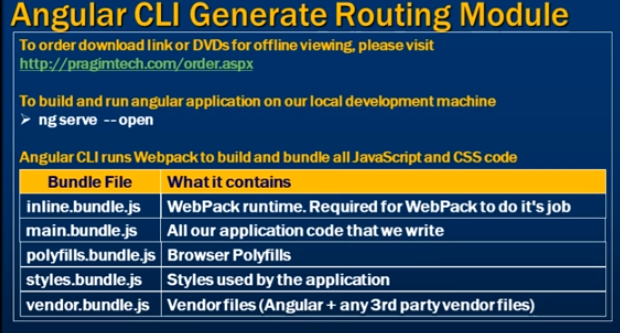 Angular CLI Generate Routing Module
To order download link or DVDs for offline viewing, please visit
http://pragimtech.com/order.aspx
To build and run angular application on our local development machine
➢ ng serve --open
Angular CLI runs Webpack to build and bundle all JavaScript and CSS code
Bundle File What it contains
inline.bundle.js WebPack runtime. Required for WebPack to do it's job
main.bundle.js All our application code that we write
polyfills.bundle.js Browser Polyfills
styles.bundle.js Styles used by the application
vendor.bundle.js Vendor files (Angular + any 3rd party vendor files)